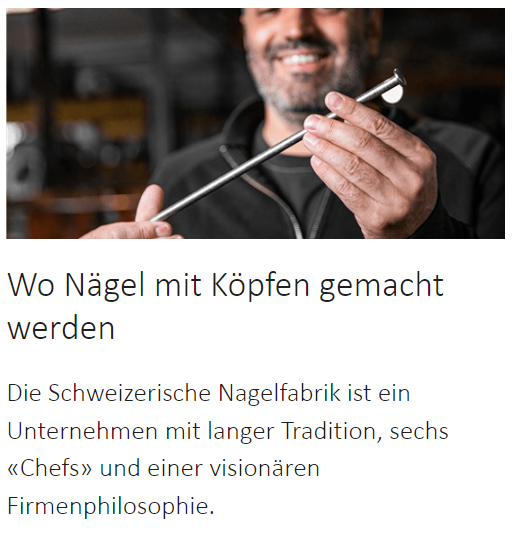 Wo Nägel mit Köpfen gemacht
werden
Die Schweizerische Nagelfabrik ist ein
Unternehmen mit langer Tradition, sechs
«Chefs» und einer visionären
Firmenphilosophie.